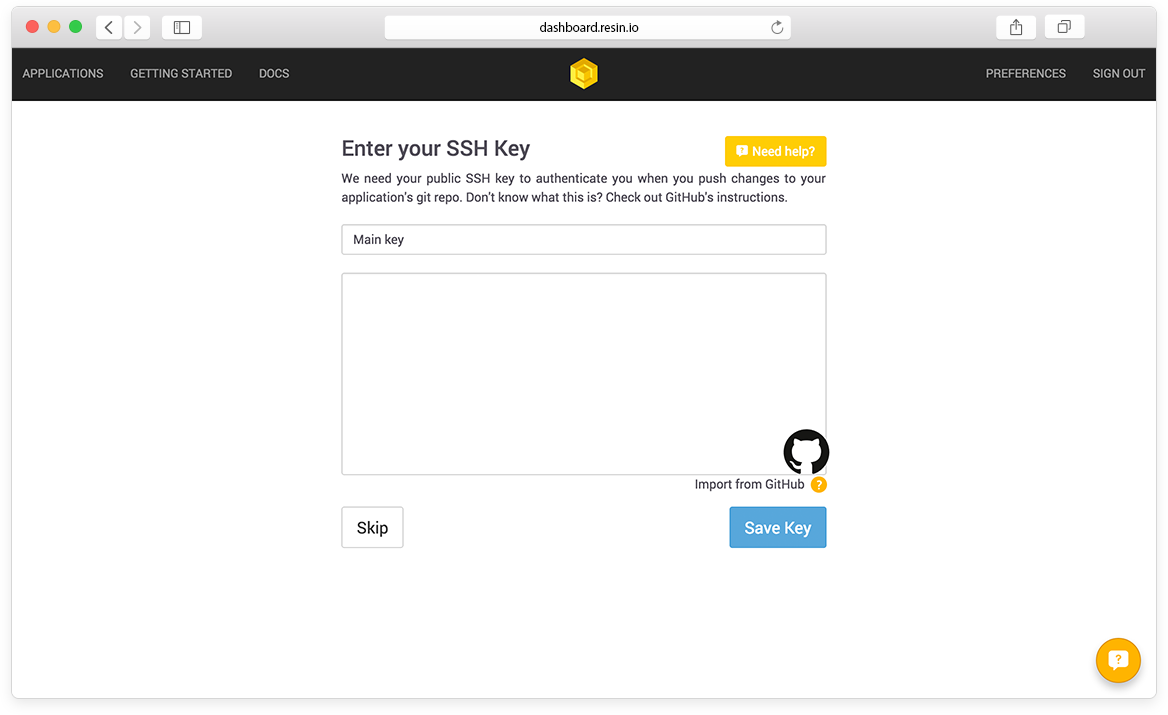 dashboard.resin.io
APPLICATIONS GETTING STARTED DOCS PREFERENCES SIGN OUT
Enter your SSH Key
Need help?
We need your public SSH key to authenticate you when you push changes to your
application's git repo. Don't know what this is? Check out GitHub's instructions.
Main key
Import from GitHub ?
Skip
Save Key
?